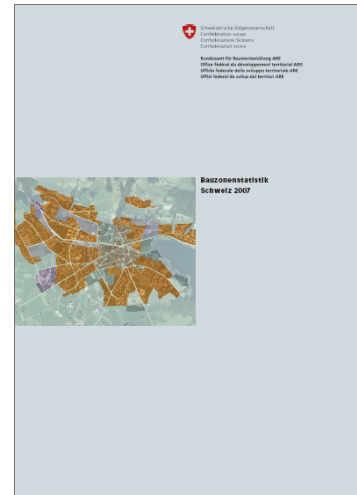 Schweizerische Eidgenossenschaft
Confédération suisse
Confederazione Svizzera
Confederaziun svizra
Bundesamt für Raumentwicklung ARE
Office fédéral du développement territorial ARE
Ufficio federale dello sviluppo territoriale ARE
Uffizi federal da svilup dal territori ARE
Bauzonenstatistik
Schweiz 2007